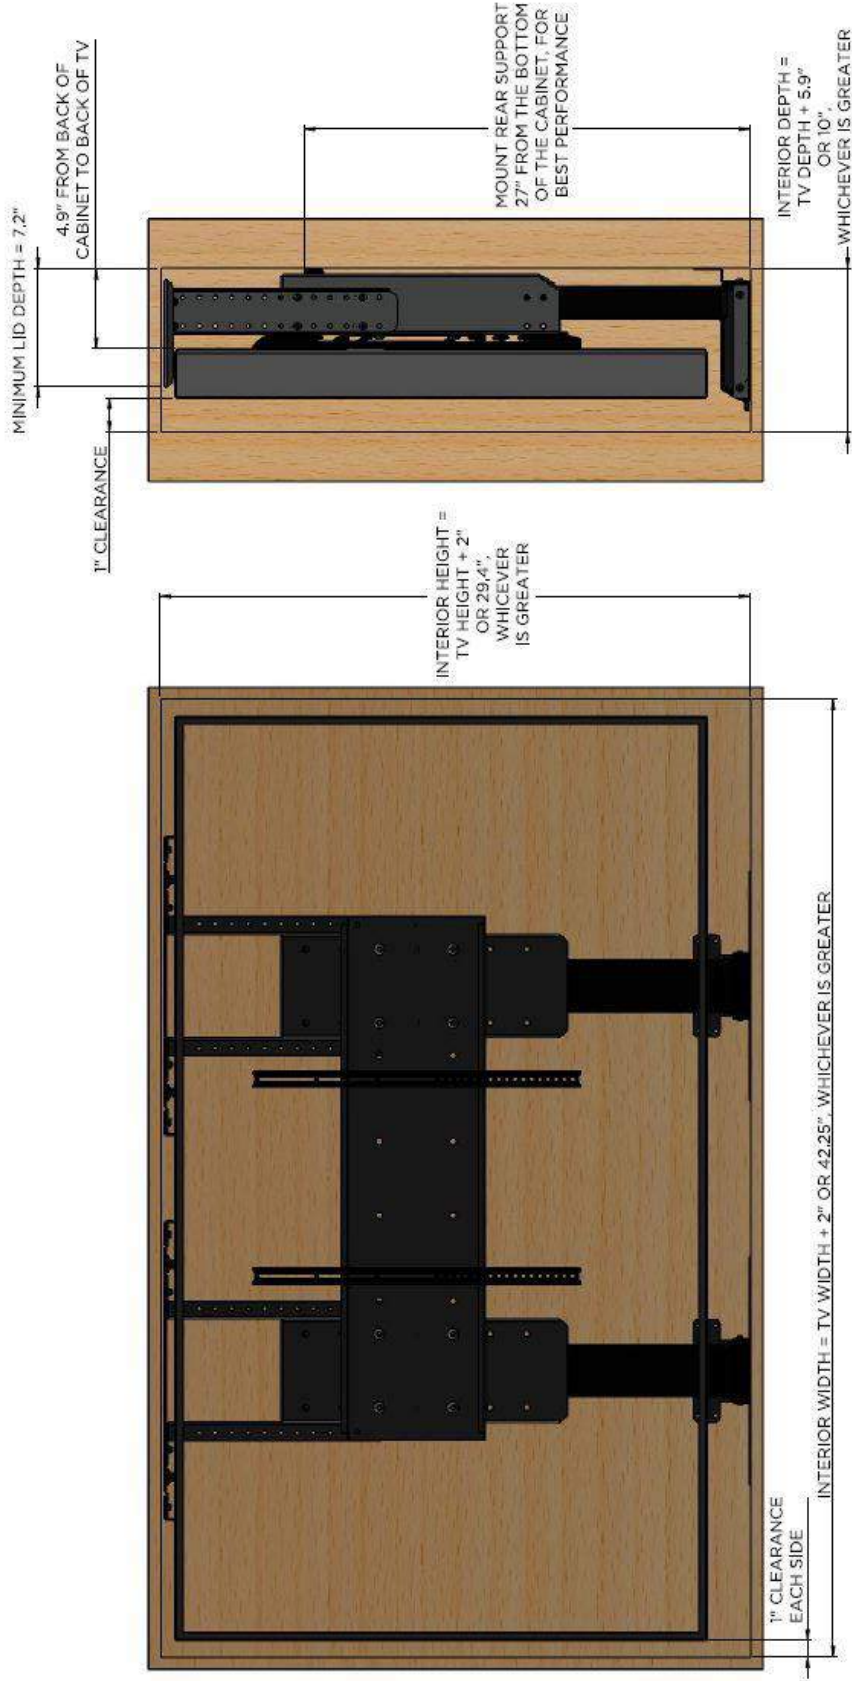 1" CLEARANCE
EACH SIDE
INTERIOR WIDTH = TV WIDTH + 2" OR 42.25", WHICHEVER IS GREATER
INTERIOR HEIGHT =
TV HEIGHT + 2"
OR 29.4",
WHICEVER
IS GREATER
1" CLEARANCE
MINIMUM LID DEPTH = 7.2"
4.9" FROM BACK OF
CABINET TO BACK OF TV
MOUNT REAR SUPPORT
27" FROM THE BOTTOM
OF THE CABINET, FOR
BEST PERFORMANCE
INTERIOR DEPTH =
TV DEPTH + 5.9"
OR 10",
WHICHEVER IS GREATER